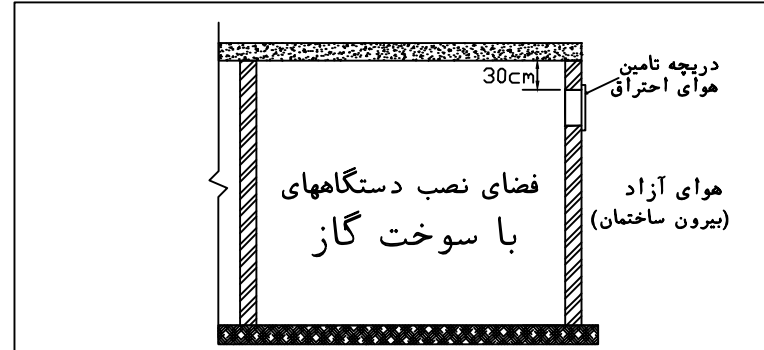 دریچه تامین
هوای احتراق
30cm
فضای نصب دستگاههای
با سوخت گاز
هوای آزاد
(بیرون ساختمان)